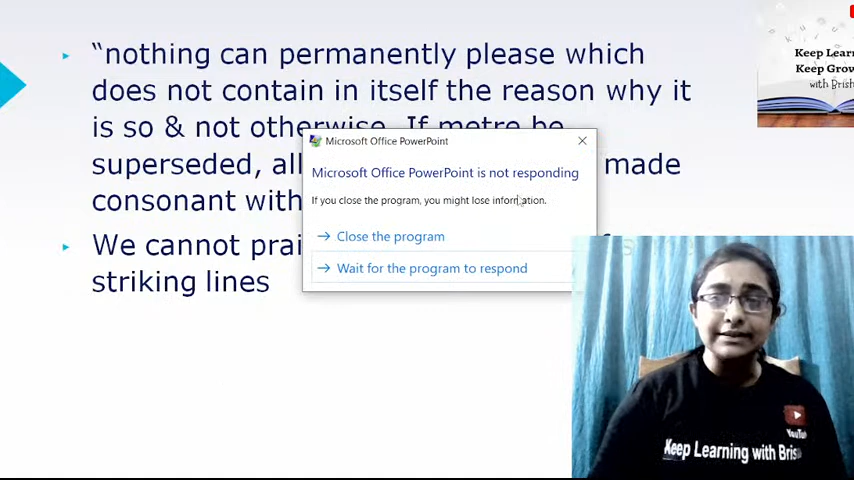 “nothing can permanently please which
does not contain in itself the reason why it
is so & not otherwise. If metre be
superseded, all
made
consonant with
We cannot
striking lines
Microsoft Office PowerPoint
Microsoft Office PowerPoint is not responding
If you close the program, you might lose information.
Close the program
Wait for the program to respond
Keep Learn
Keep Grow
with Brish
YouTu
Keep Learning with Bris